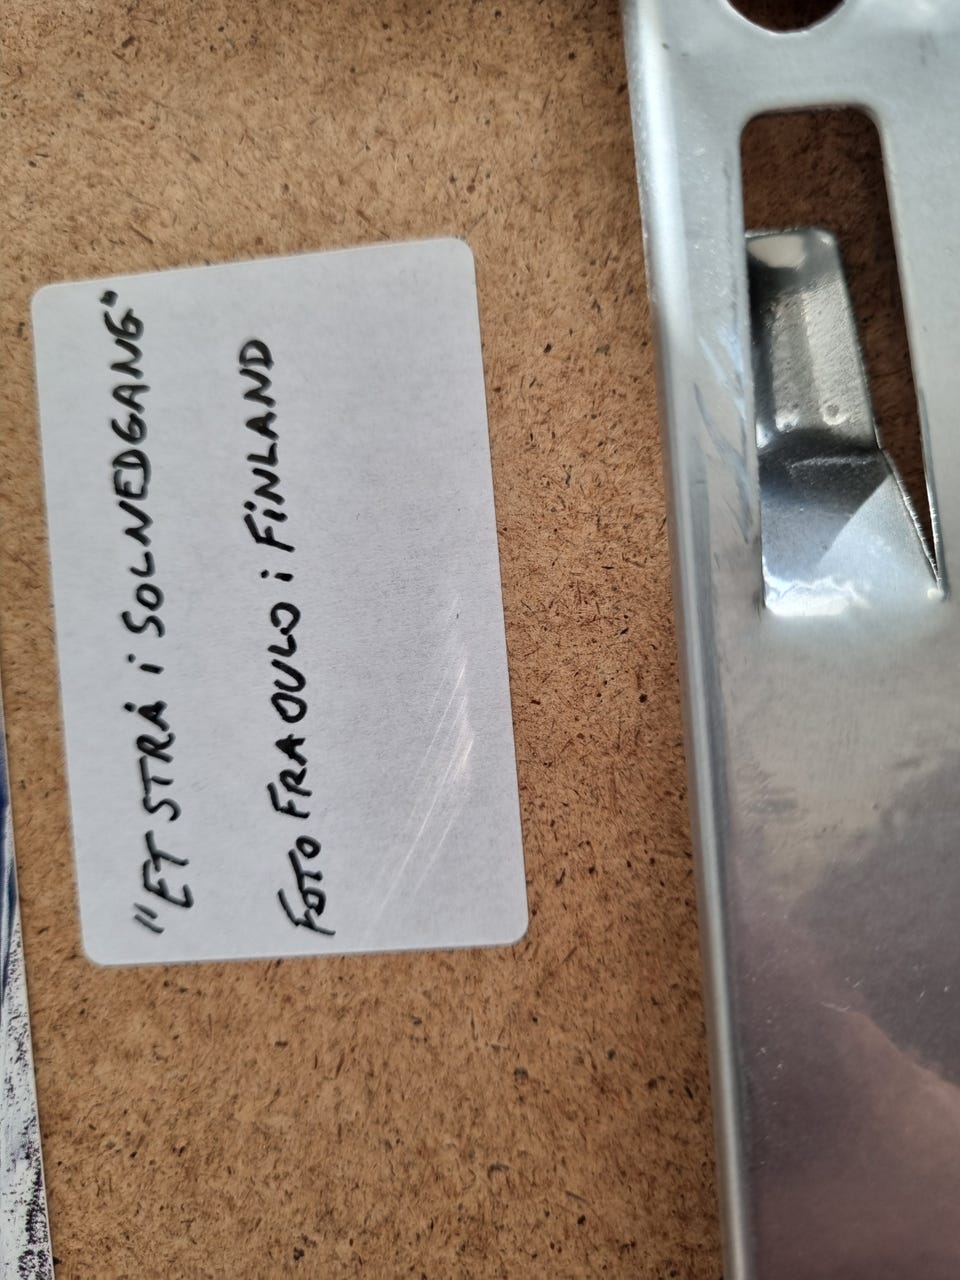 "ET STRÅ i SOLNEDGANG"
FOTO FRA OULO i FiNLAND